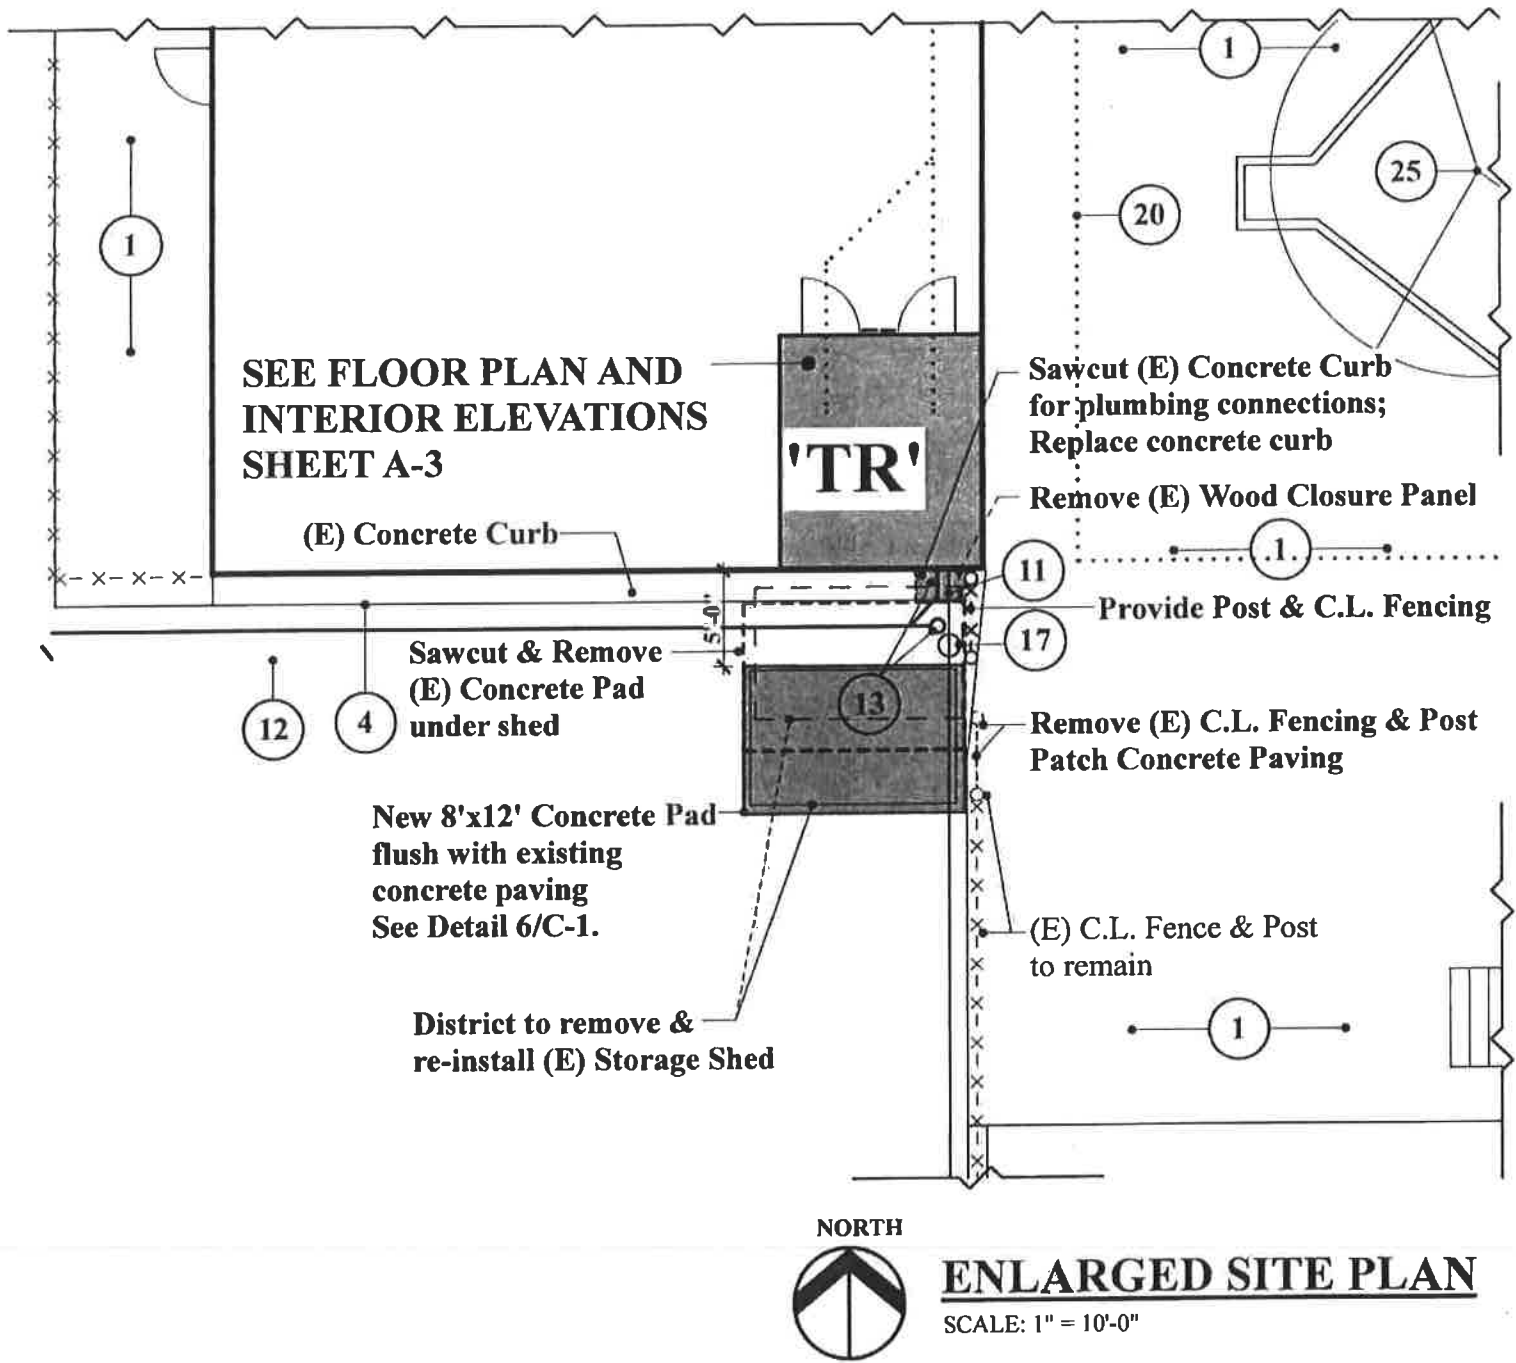 1
1
25
20
SEE FLOOR PLAN AND
INTERIOR ELEVATIONS
SHEET A-3
'TR'
Sawcut (E) Concrete Curb
for plumbing connections;
Replace concrete curb
Remove (E) Wood Closure Panel
(E) Concrete Curb
1
11
Provide Post & C.L. Fencing
5'-0"
17
Sawcut & Remove
(E) Concrete Pad
under shed
13
12
4
Remove (E) C.L. Fencing & Post
Patch Concrete Paving
New 8'x12' Concrete Pad
flush with existing
concrete paving
See Detail 6/C-1.
(E) C.L. Fence & Post
to remain
District to remove &
re-install (E) Storage Shed
1
NORTH
ENLARGED SITE PLAN
SCALE: 1" = 10'-0"